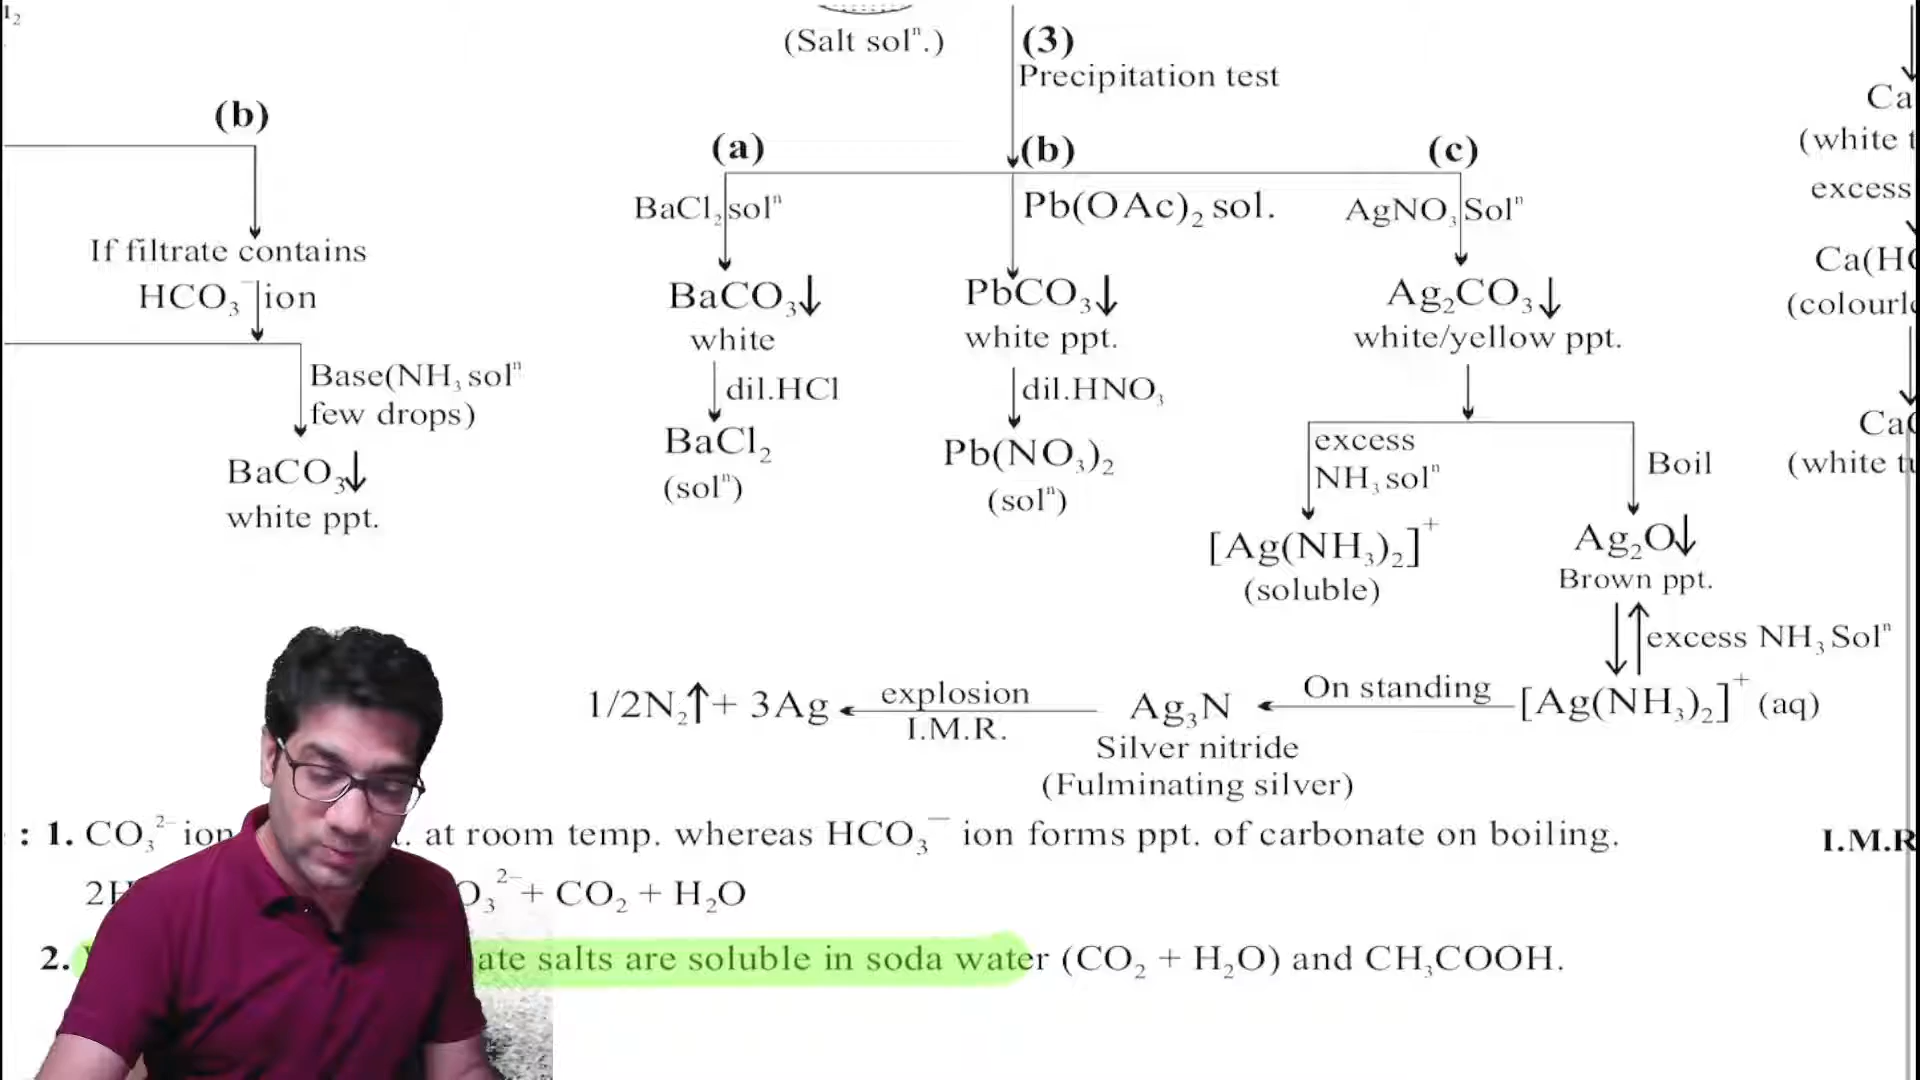 (Salt solⁿ.)
(3)
Precipitation test
(b)
If filtrate contains
HCO₃⁻ ion
Base(NH₃ solⁿ
few drops)
BaCO₃↓
white ppt.
(a)
BaCl₂ solⁿ
BaCO₃↓
white
dil.HCl
BaCl₂
(solⁿ)
(b)
Pb(OAc)₂ sol.
PbCO₃↓
white ppt.
dil.HNO₃
Pb(NO₃)₂
(solⁿ)
(c)
AgNO₃ Solⁿ
Ag₂CO₃↓
white/yellow ppt.
excess
NH₃ solⁿ
[Ag(NH₃)₂]⁺
(soluble)
Boil
Ag₂O↓
Brown ppt.
excess NH₃ Solⁿ
[Ag(NH₃)₂]⁺ (aq)
On standing
Ag₃N
Silver nitride
(Fulminating silver)
explosion
I.M.R.
1/2N₂↑ + 3Ag
Ca
(white
excess
Ca(HC
(colourl
Ca
(white tu
: 1. CO₃²⁻ ion at room temp. whereas HCO₃⁻ ion forms ppt. of carbonate on boiling.
I.M.R
2H O₃²⁻ + CO₂ + H₂O
2. ate salts are soluble in soda water (CO₂ + H₂O) and CH₃COOH.